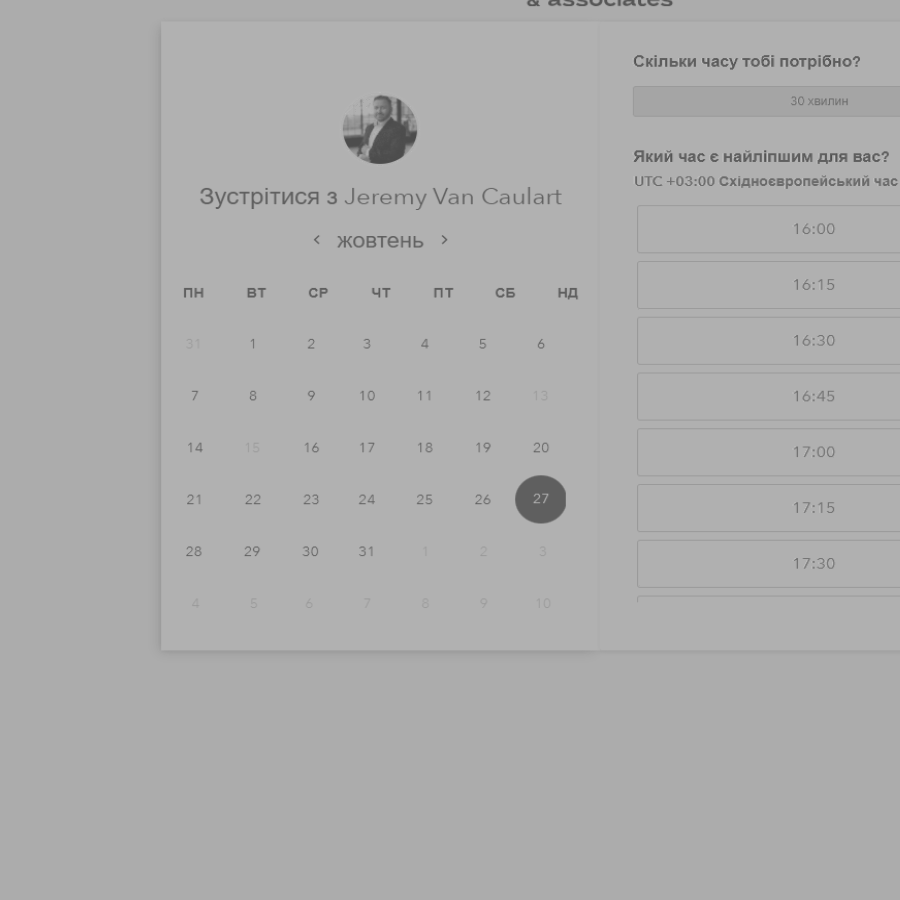 & associates
Зустрітися з Jeremy Van Caulart
жовтень
ПН ВТ СР ЧТ ПТ СБ НД
31 1 2 3 4 5 6
7 8 9 10 11 12 13
14 15 16 17 18 19 20
21 22 23 24 25 26 27
28 29 30 31 1 2 3
4 5 6 7 8 9 10
Скільки часу тобі потрібно?
30 хвилин
Який час є найліпшим для вас?
UTC +03:00 Східноєвропейський час
16:00
16:15
16:30
16:45
17:00
17:15
17:30